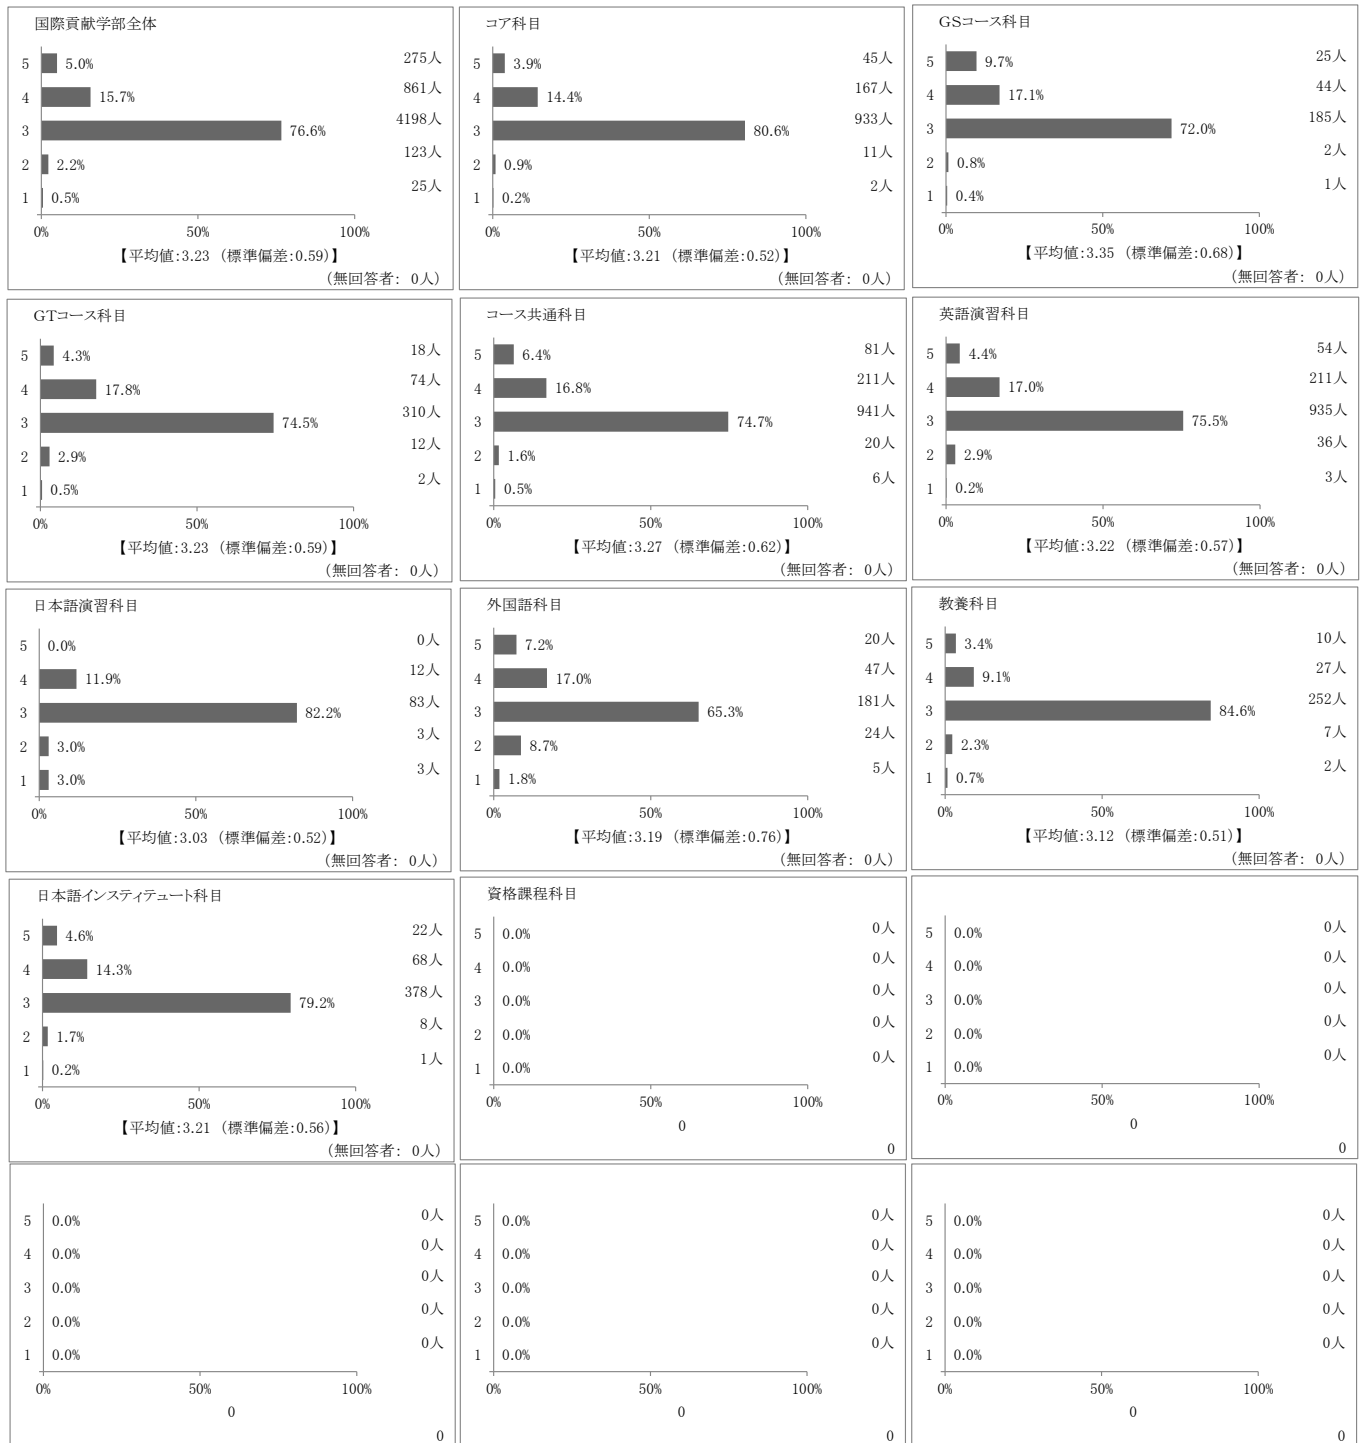 国際貢献学部全体
5 5.0% 275人
4 15.7% 861人
3 76.6% 4198人
2 2.2% 123人
1 0.5% 25人
0% 50% 100%
【平均値:3.23 (標準偏差:0.59)】
(無回答者: 0人)
コア科目
5 3.9% 45人
4 14.4% 167人
3 80.6% 933人
2 0.9% 11人
1 0.2% 2人
0% 50% 100%
【平均値:3.21 (標準偏差:0.52)】
(無回答者: 0人)
GSコース科目
5 9.7% 25人
4 17.1% 44人
3 72.0% 185人
2 0.8% 2人
1 0.4% 1人
0% 50% 100%
【平均値:3.35 (標準偏差:0.68)】
(無回答者: 0人)
GTコース科目
5 4.3% 18人
4 17.8% 74人
3 74.5% 310人
2 2.9% 12人
1 0.5% 2人
0% 50% 100%
【平均値:3.23 (標準偏差:0.59)】
(無回答者: 0人)
コース共通科目
5 6.4% 81人
4 16.8% 211人
3 74.7% 941人
2 1.6% 20人
1 0.5% 6人
0% 50% 100%
【平均値:3.27 (標準偏差:0.62)】
(無回答者: 0人)
英語演習科目
5 4.4% 54人
4 17.0% 211人
3 75.5% 935人
2 2.9% 36人
1 0.2% 3人
0% 50% 100%
【平均値:3.22 (標準偏差:0.57)】
(無回答者: 0人)
日本語演習科目
5 0.0% 0人
4 11.9% 12人
3 82.2% 83人
2 3.0% 3人
1 3.0% 3人
0% 50% 100%
【平均値:3.03 (標準偏差:0.52)】
(無回答者: 0人)
外国語科目
5 7.2% 20人
4 17.0% 47人
3 65.3% 181人
2 8.7% 24人
1 1.8% 5人
0% 50% 100%
【平均値:3.19 (標準偏差:0.76)】
(無回答者: 0人)
教養科目
5 3.4% 10人
4 9.1% 27人
3 84.6% 252人
2 2.3% 7人
1 0.7% 2人
0% 50% 100%
【平均値:3.12 (標準偏差:0.51)】
(無回答者: 0人)
日本語インスティテュート科目
5 4.6% 22人
4 14.3% 68人
3 79.2% 378人
2 1.7% 8人
1 0.2% 1人
0% 50% 100%
【平均値:3.21 (標準偏差:0.56)】
(無回答者: 0人)
資格課程科目
5 0.0% 0人
4 0.0% 0人
3 0.0% 0人
2 0.0% 0人
1 0.0% 0人
0% 50% 100%
0
0
5 0.0% 0人
4 0.0% 0人
3 0.0% 0人
2 0.0% 0人
1 0.0% 0人
0% 50% 100%
0
0
5 0.0% 0人
4 0.0% 0人
3 0.0% 0人
2 0.0% 0人
1 0.0% 0人
0% 50% 100%
0
0
5 0.0% 0人
4 0.0% 0人
3 0.0% 0人
2 0.0% 0人
1 0.0% 0人
0% 50% 100%
0
0
5 0.0% 0人
4 0.0% 0人
3 0.0% 0人
2 0.0% 0人
1 0.0% 0人
0% 50% 100%
0
0